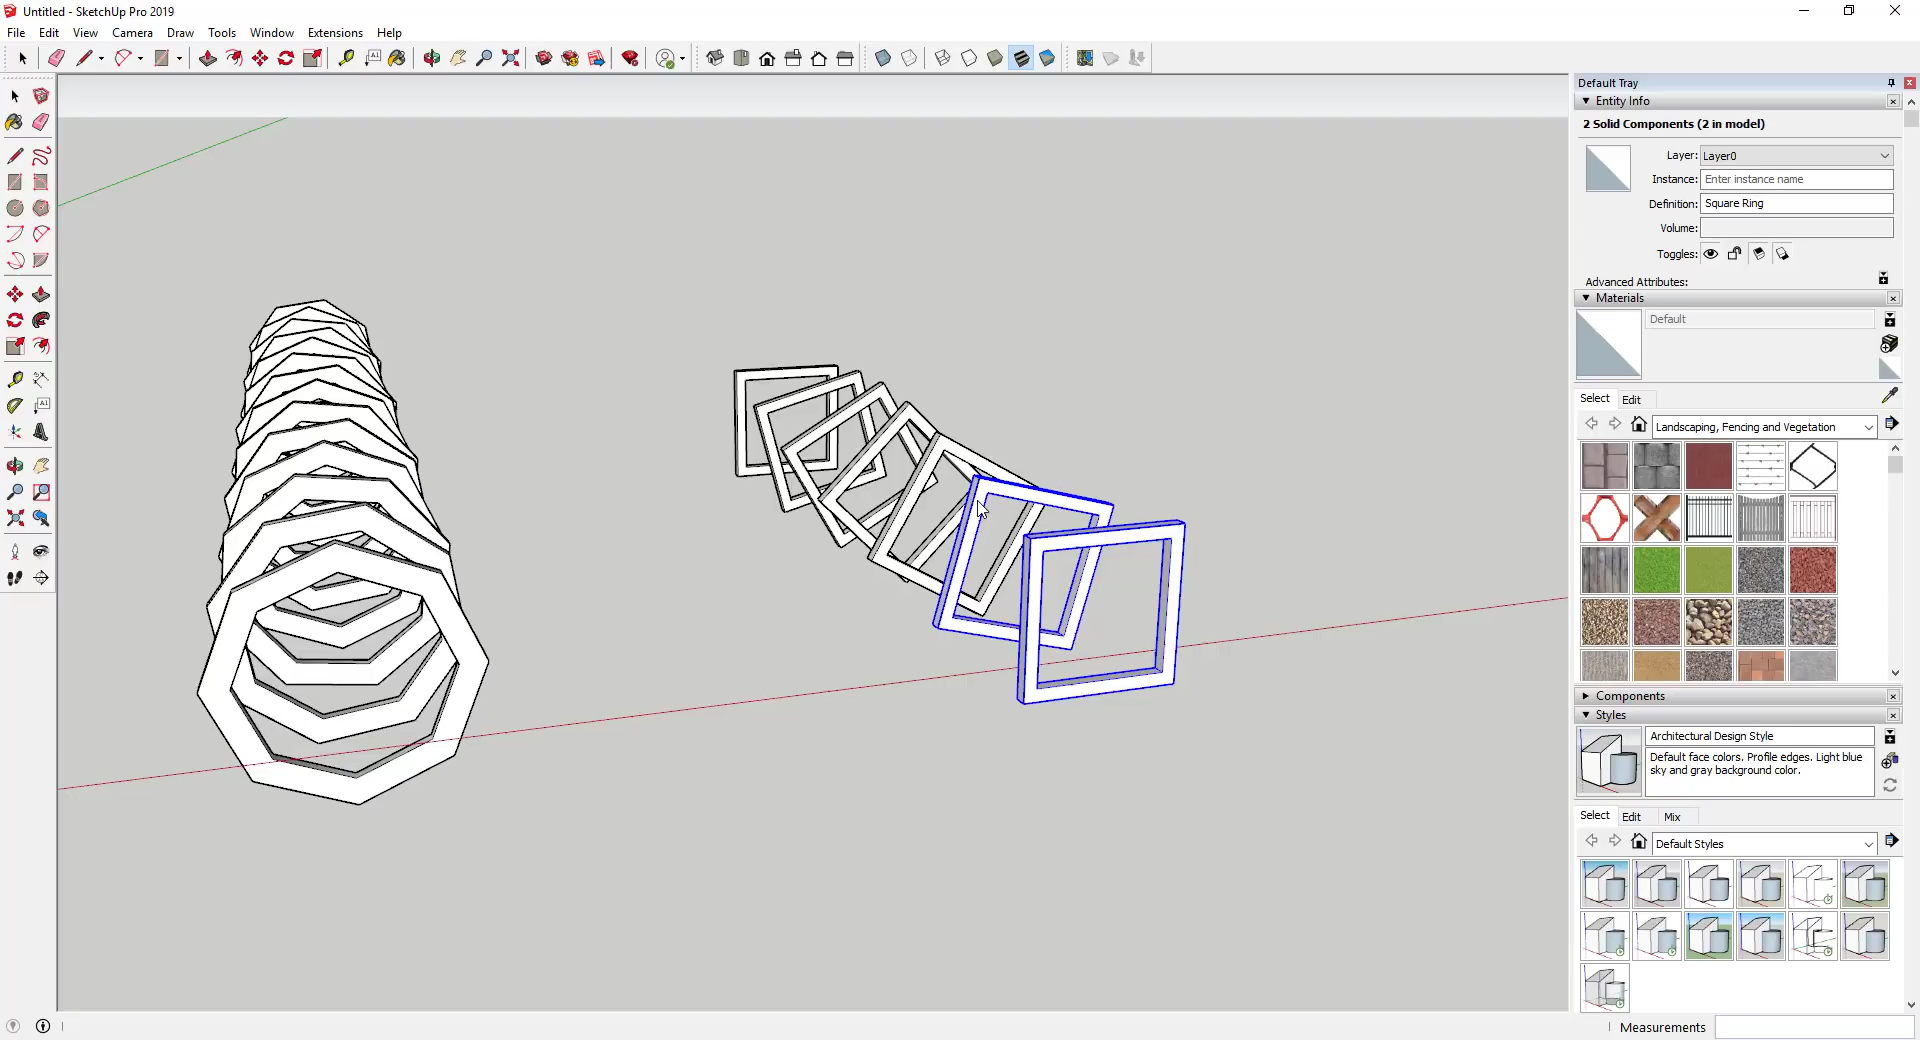 Untitled - SketchUp Pro 2019
File Edit View Camera Draw Tools Window Extensions Help
Default Tray
Entity Info
2 Solid Components (2 in model)
Layer: Layer0
Instance: Enter instance name
Definition: Square Ring
Volume:
Toggles:
Advanced Attributes:
Materials
Default
Select Edit
Landscaping, Fencing and Vegetation
Components
Styles
Architectural Design Style
Default face colors. Profile edges. Light blue
sky and gray background color.
Select Edit Mix
Default Styles
Measurements